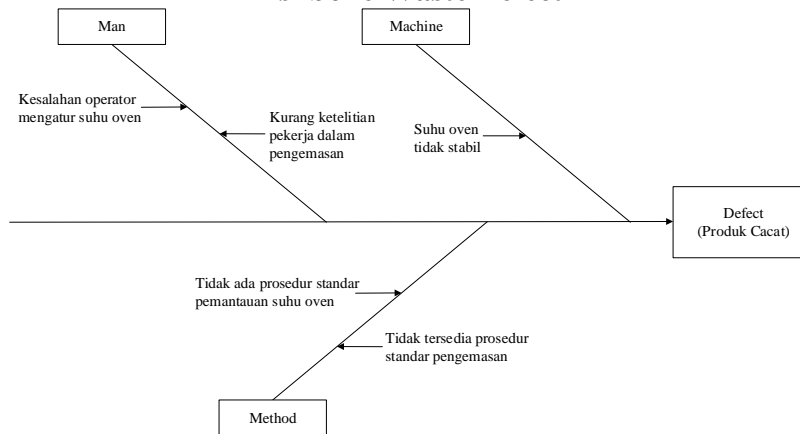 Man
Machine
Kesalahan operator
mengatur suhu oven
Kurang ketelitian
pekerja dalam
pengemasan
Suhu oven
tidak stabil
Defect
(Produk Cacat)
Tidak ada prosedur standar
pemantauan suhu oven
Tidak tersedia prosedur
standar pengemasan
Method